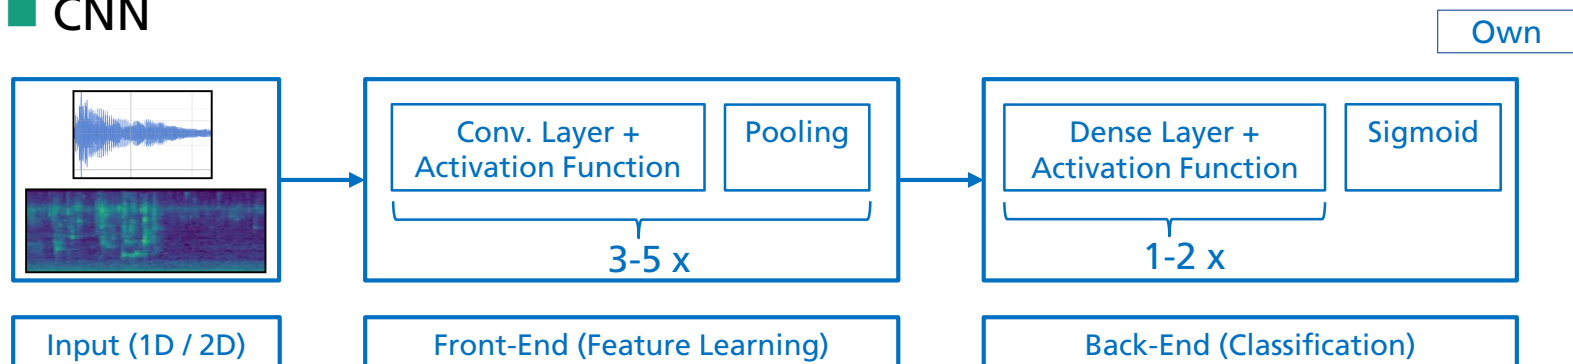 CNN
Own
Conv. Layer +
Activation Function
Pooling
3-5 x
Dense Layer +
Activation Function
Sigmoid
1-2 x
Input (1D / 2D)
Front-End (Feature Learning)
Back-End (Classification)